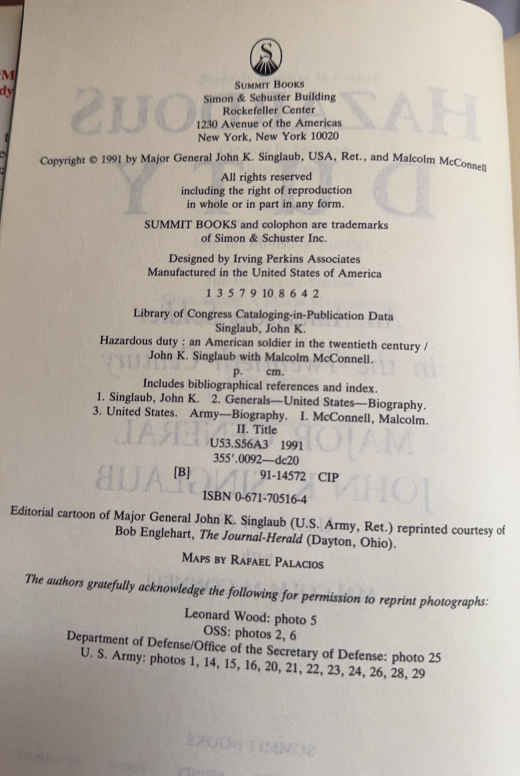 M
dy
S
SUMMIT BOOKS
Simon & Schuster Building
Rockefeller Center
1230 Avenue of the Americas
New York, New York 10020
Copyright © 1991 by Major General John K. Singlaub, USA, Ret., and Malcolm McConnell
All rights reserved
including the right of reproduction
in whole or in part in any form.
SUMMIT BOOKS and colophon are trademarks
of Simon & Schuster Inc.
Designed by Irving Perkins Associates
Manufactured in the United States of America
1 3 5 7 9 10 8 6 4 2
Library of Congress Cataloging-in-Publication Data
Singlaub, John K.
Hazardous duty : an American soldier in the twentieth century /
John K. Singlaub with Malcolm McConnell.
p. cm.
Includes bibliographical references and index.
1. Singlaub, John K. 2. Generals—United States—Biography.
3. United States. Army—Biography. I. McConnell, Malcolm.
II. Title
U53.S56A3 1991
355'.0092—dc20
[B] 91-14572 CIP
ISBN 0-671-70516-4
Editorial cartoon of Major General John K. Singlaub (U.S. Army, Ret.) reprinted courtesy of
Bob Englehart, The Journal-Herald (Dayton, Ohio).
MAPS BY RAFAEL PALACIOS
The authors gratefully acknowledge the following for permission to reprint photographs:
Leonard Wood: photo 5
OSS: photos 2, 6
Department of Defense/Office of the Secretary of Defense: photo 25
U. S. Army: photos 1, 14, 15, 16, 20, 21, 22, 23, 24, 26, 28, 29